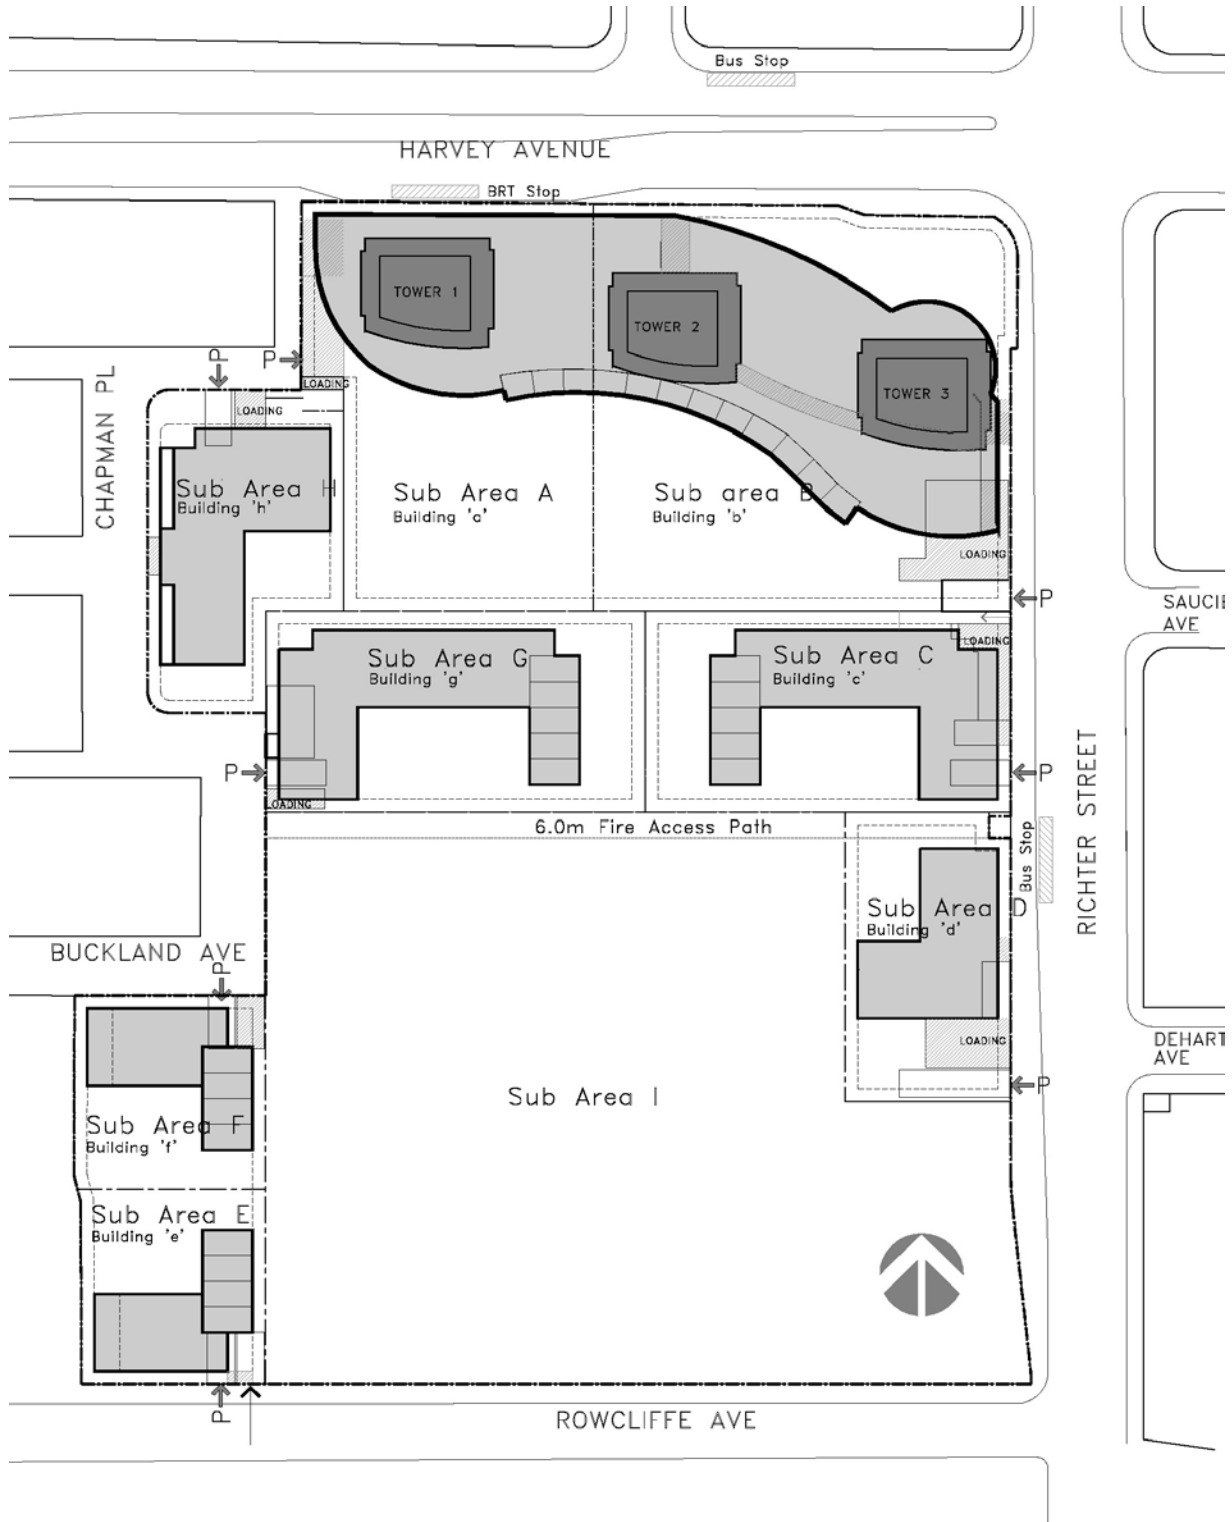 Bus Stop
HARVEY AVENUE
BRT Stop
TOWER 1
TOWER 2
TOWER 3
P
P
LOADING
LOADING
CHAPMAN PL
Sub Area H
Building 'h'
Sub Area A
Building 'a'
Sub area B
Building 'b'
LOADING
P
SAUCIE
AVE
LOADING
Sub Area G
Building 'g'
Sub Area C
Building 'c'
P
P
LOADING
RICHTER STREET
6.0m Fire Access Path
Bus Stop
Sub Area D
Building 'd'
BUCKLAND AVE
P
LOADING
DEHART
AVE
P
Sub Area I
Sub Area F
Building 'f'
Sub Area E
Building 'e'
P
ROWCLIFFE AVE